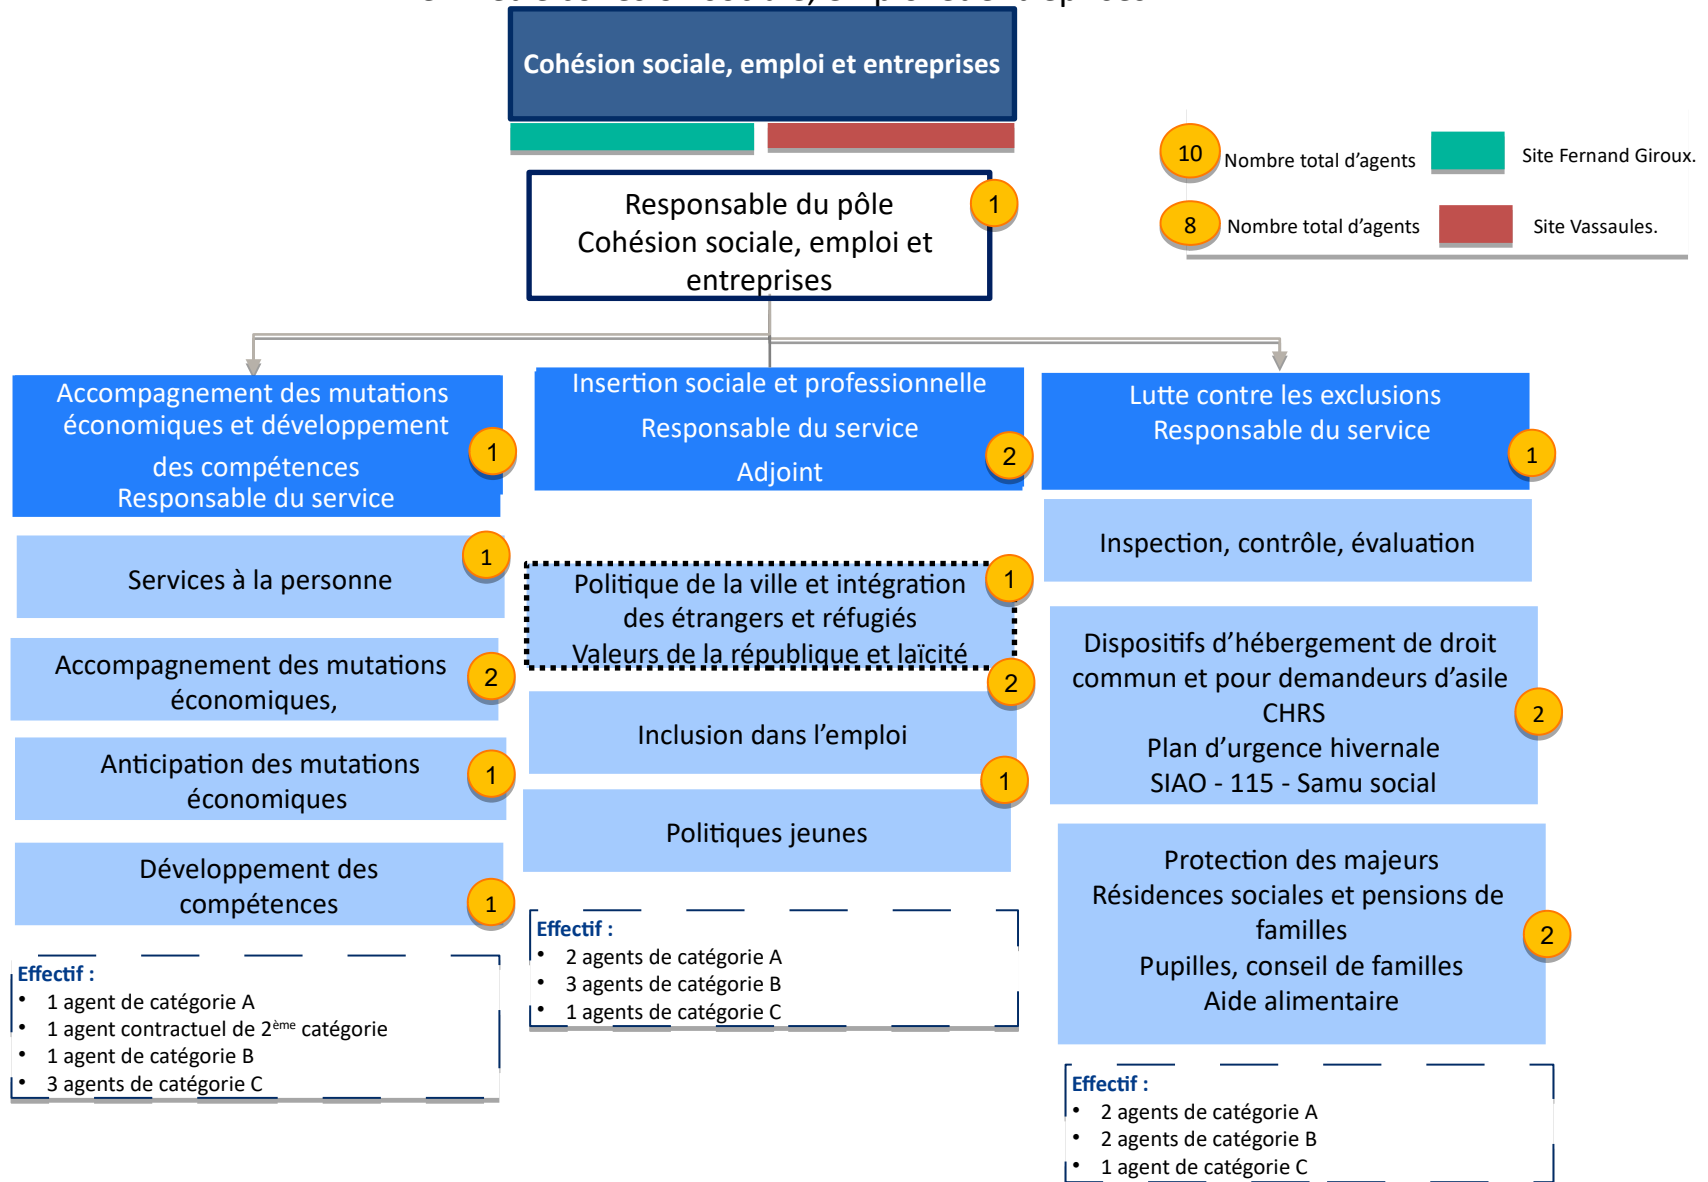 Cohésion sociale, emploi et entreprises
10
Nombre total d’agents
Site Fernand Giroux.
8
Nombre total d’agents
Site Vassaules.
Responsable du pôle
Cohésion sociale, emploi et
entreprises
1
Accompagnement des mutations
économiques et développement
des compétences
Responsable du service
1
Services à la personne
1
Accompagnement des mutations
économiques,
2
Anticipation des mutations
économiques
1
Développement des
compétences
1
Effectif :
• 1 agent de catégorie A
• 1 agent contractuel de 2ème catégorie
• 1 agent de catégorie B
• 3 agents de catégorie C
Insertion sociale et professionnelle
Responsable du service
Adjoint
2
Politique de la ville et intégration
des étrangers et réfugiés
Valeurs de la république et laïcité
1
Inclusion dans l’emploi
2
Politiques jeunes
1
Effectif :
• 2 agents de catégorie A
• 3 agents de catégorie B
• 1 agents de catégorie C
Lutte contre les exclusions
Responsable du service
1
Inspection, contrôle, évaluation
Dispositifs d’hébergement de droit
commun et pour demandeurs d’asile
CHRS
Plan d’urgence hivernale
SIAO - 115 - Samu social
2
Protection des majeurs
Résidences sociales et pensions de
familles
Pupilles, conseil de familles
Aide alimentaire
2
Effectif :
• 2 agents de catégorie A
• 2 agents de catégorie B
• 1 agent de catégorie C